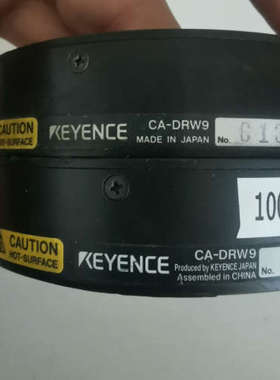 CAUTION
HOT-SURFACE
KEYENCE
CA-DRW9
MADE IN JAPAN
No.
100
CAUTION
HOT-SURFACE
KEYENCE
CA-DRW9
Produced by KEYENCE JAPAN
Assembled in CHINA
No.